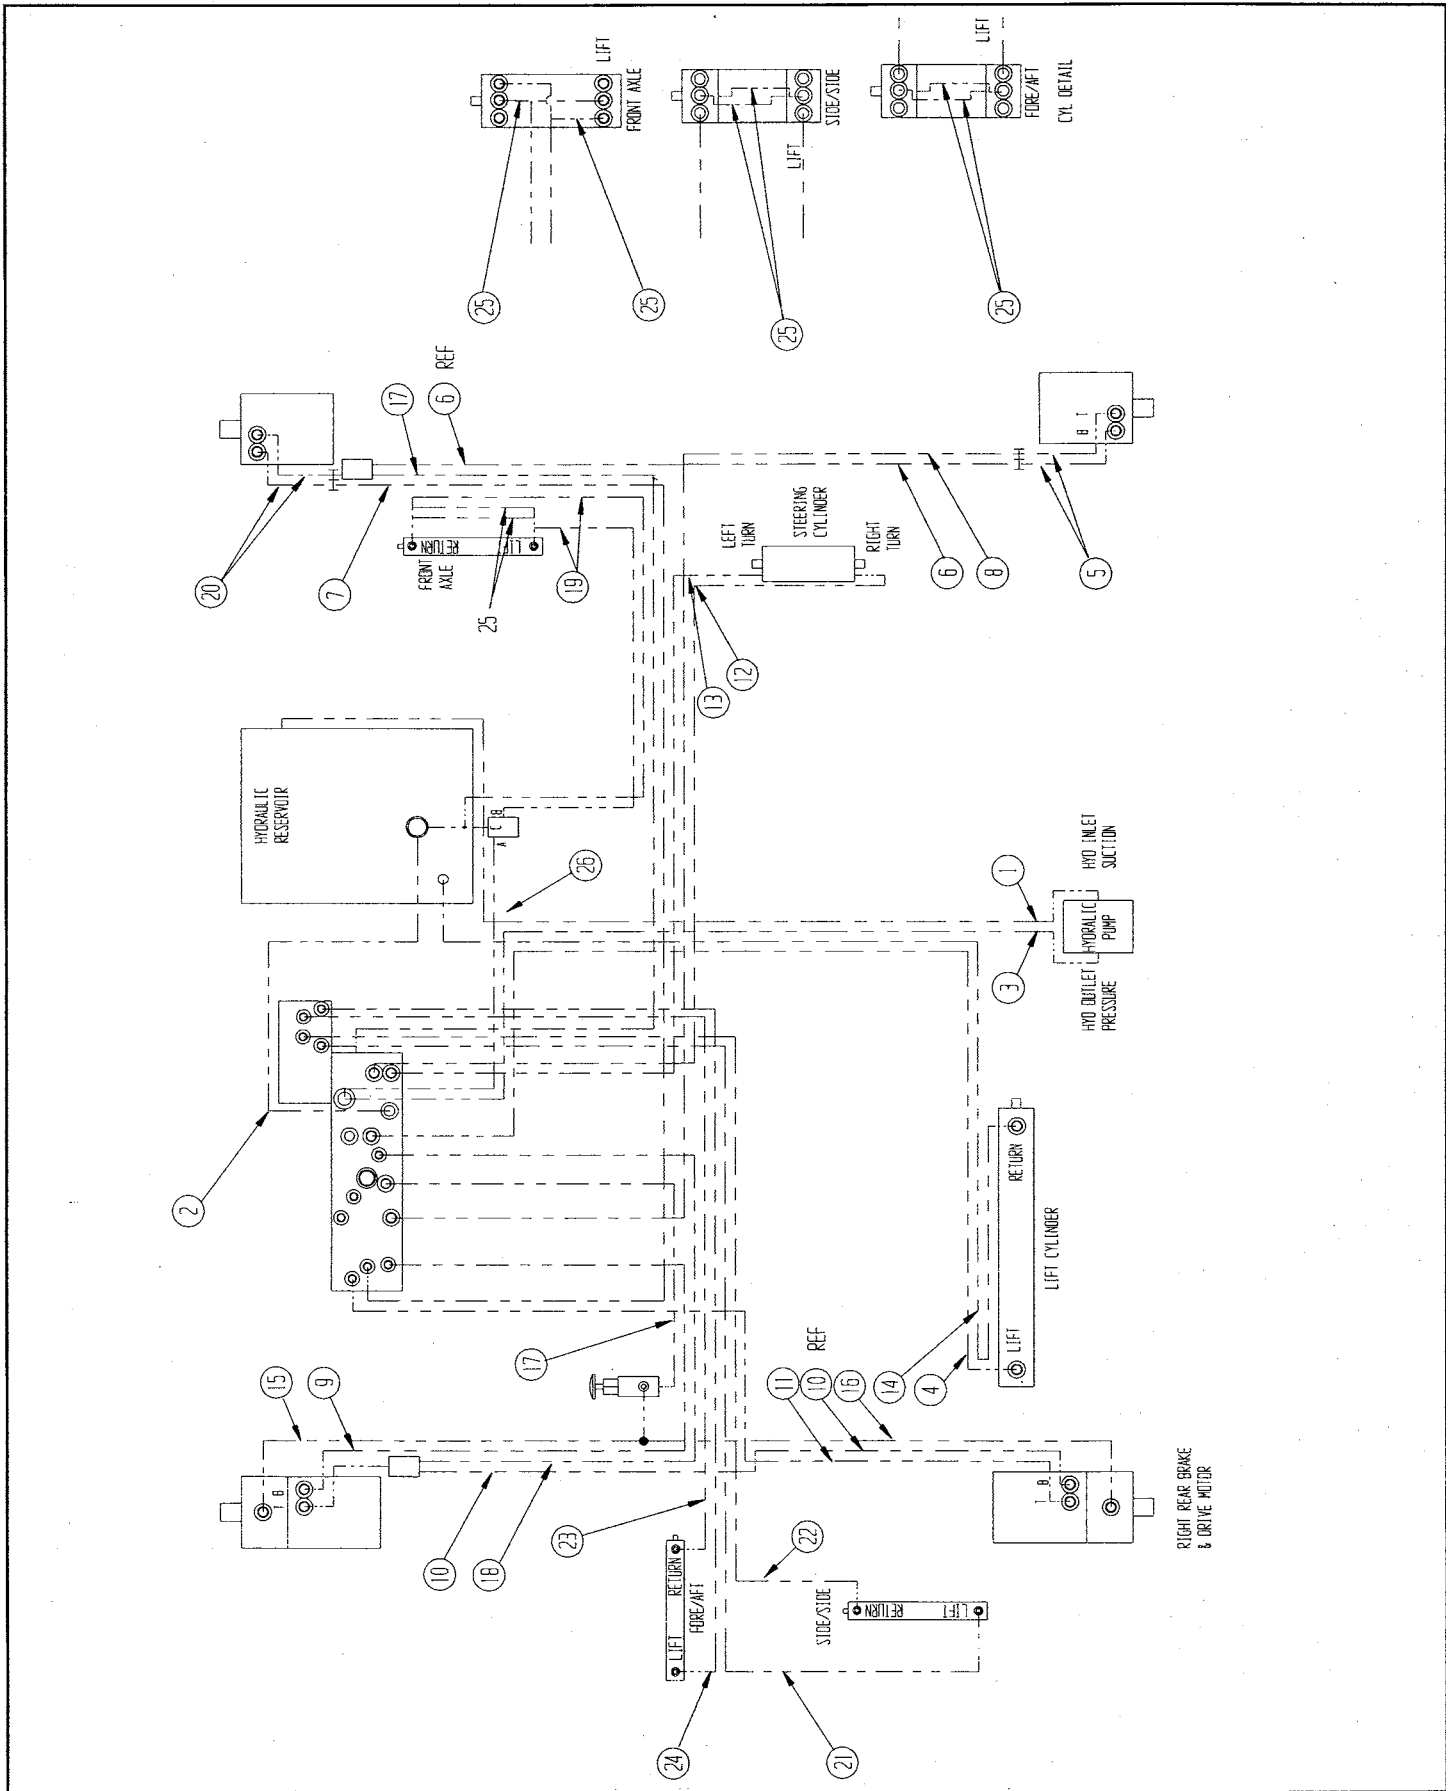 15
9
10
18
23
24
LIFT
RETURN
FORE/AFT
22
21
SIDE/SIDE
RETURN
LIFT
T
B
17
11
10
16
REF
T
B
RIGHT REAR BRAKE
& DRIVE MOTOR
2
14
4
LIFT
RETURN
LIFT CYLINDER
HYDRAULIC
RESERVOIR
A
C
B
26
3
1
HYD OUTLET
PRESSURE
HYDRALIC
PUMP
HYD INLET
SUCTION
20
7
FRONT
AXLE
RETURN
LIFT
25
19
13
12
LEFT
TURN
STEERING
CYLINDER
RIGHT
TURN
17
6
REF
6
8
5
B
T
25
25
FRONT AXLE
LIFT
25
LIFT
SIDE/SIDE
25
LIFT
FORE/AFT
CYL DETAIL